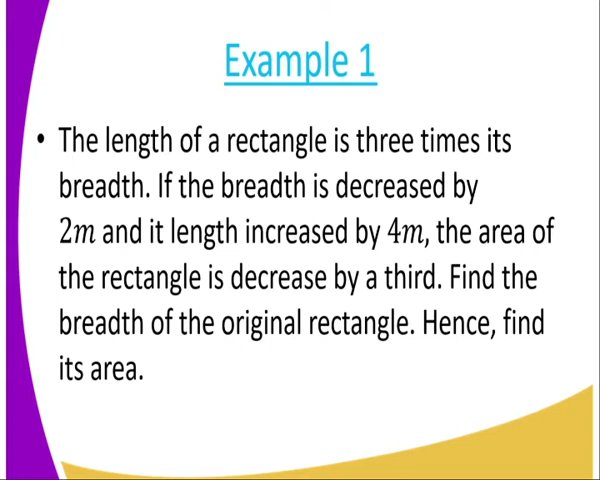 Example 1
• The length of a rectangle is three times its
breadth. If the breadth is decreased by
2m and it length increased by 4m, the area of
the rectangle is decrease by a third. Find the
breadth of the original rectangle. Hence, find
its area.